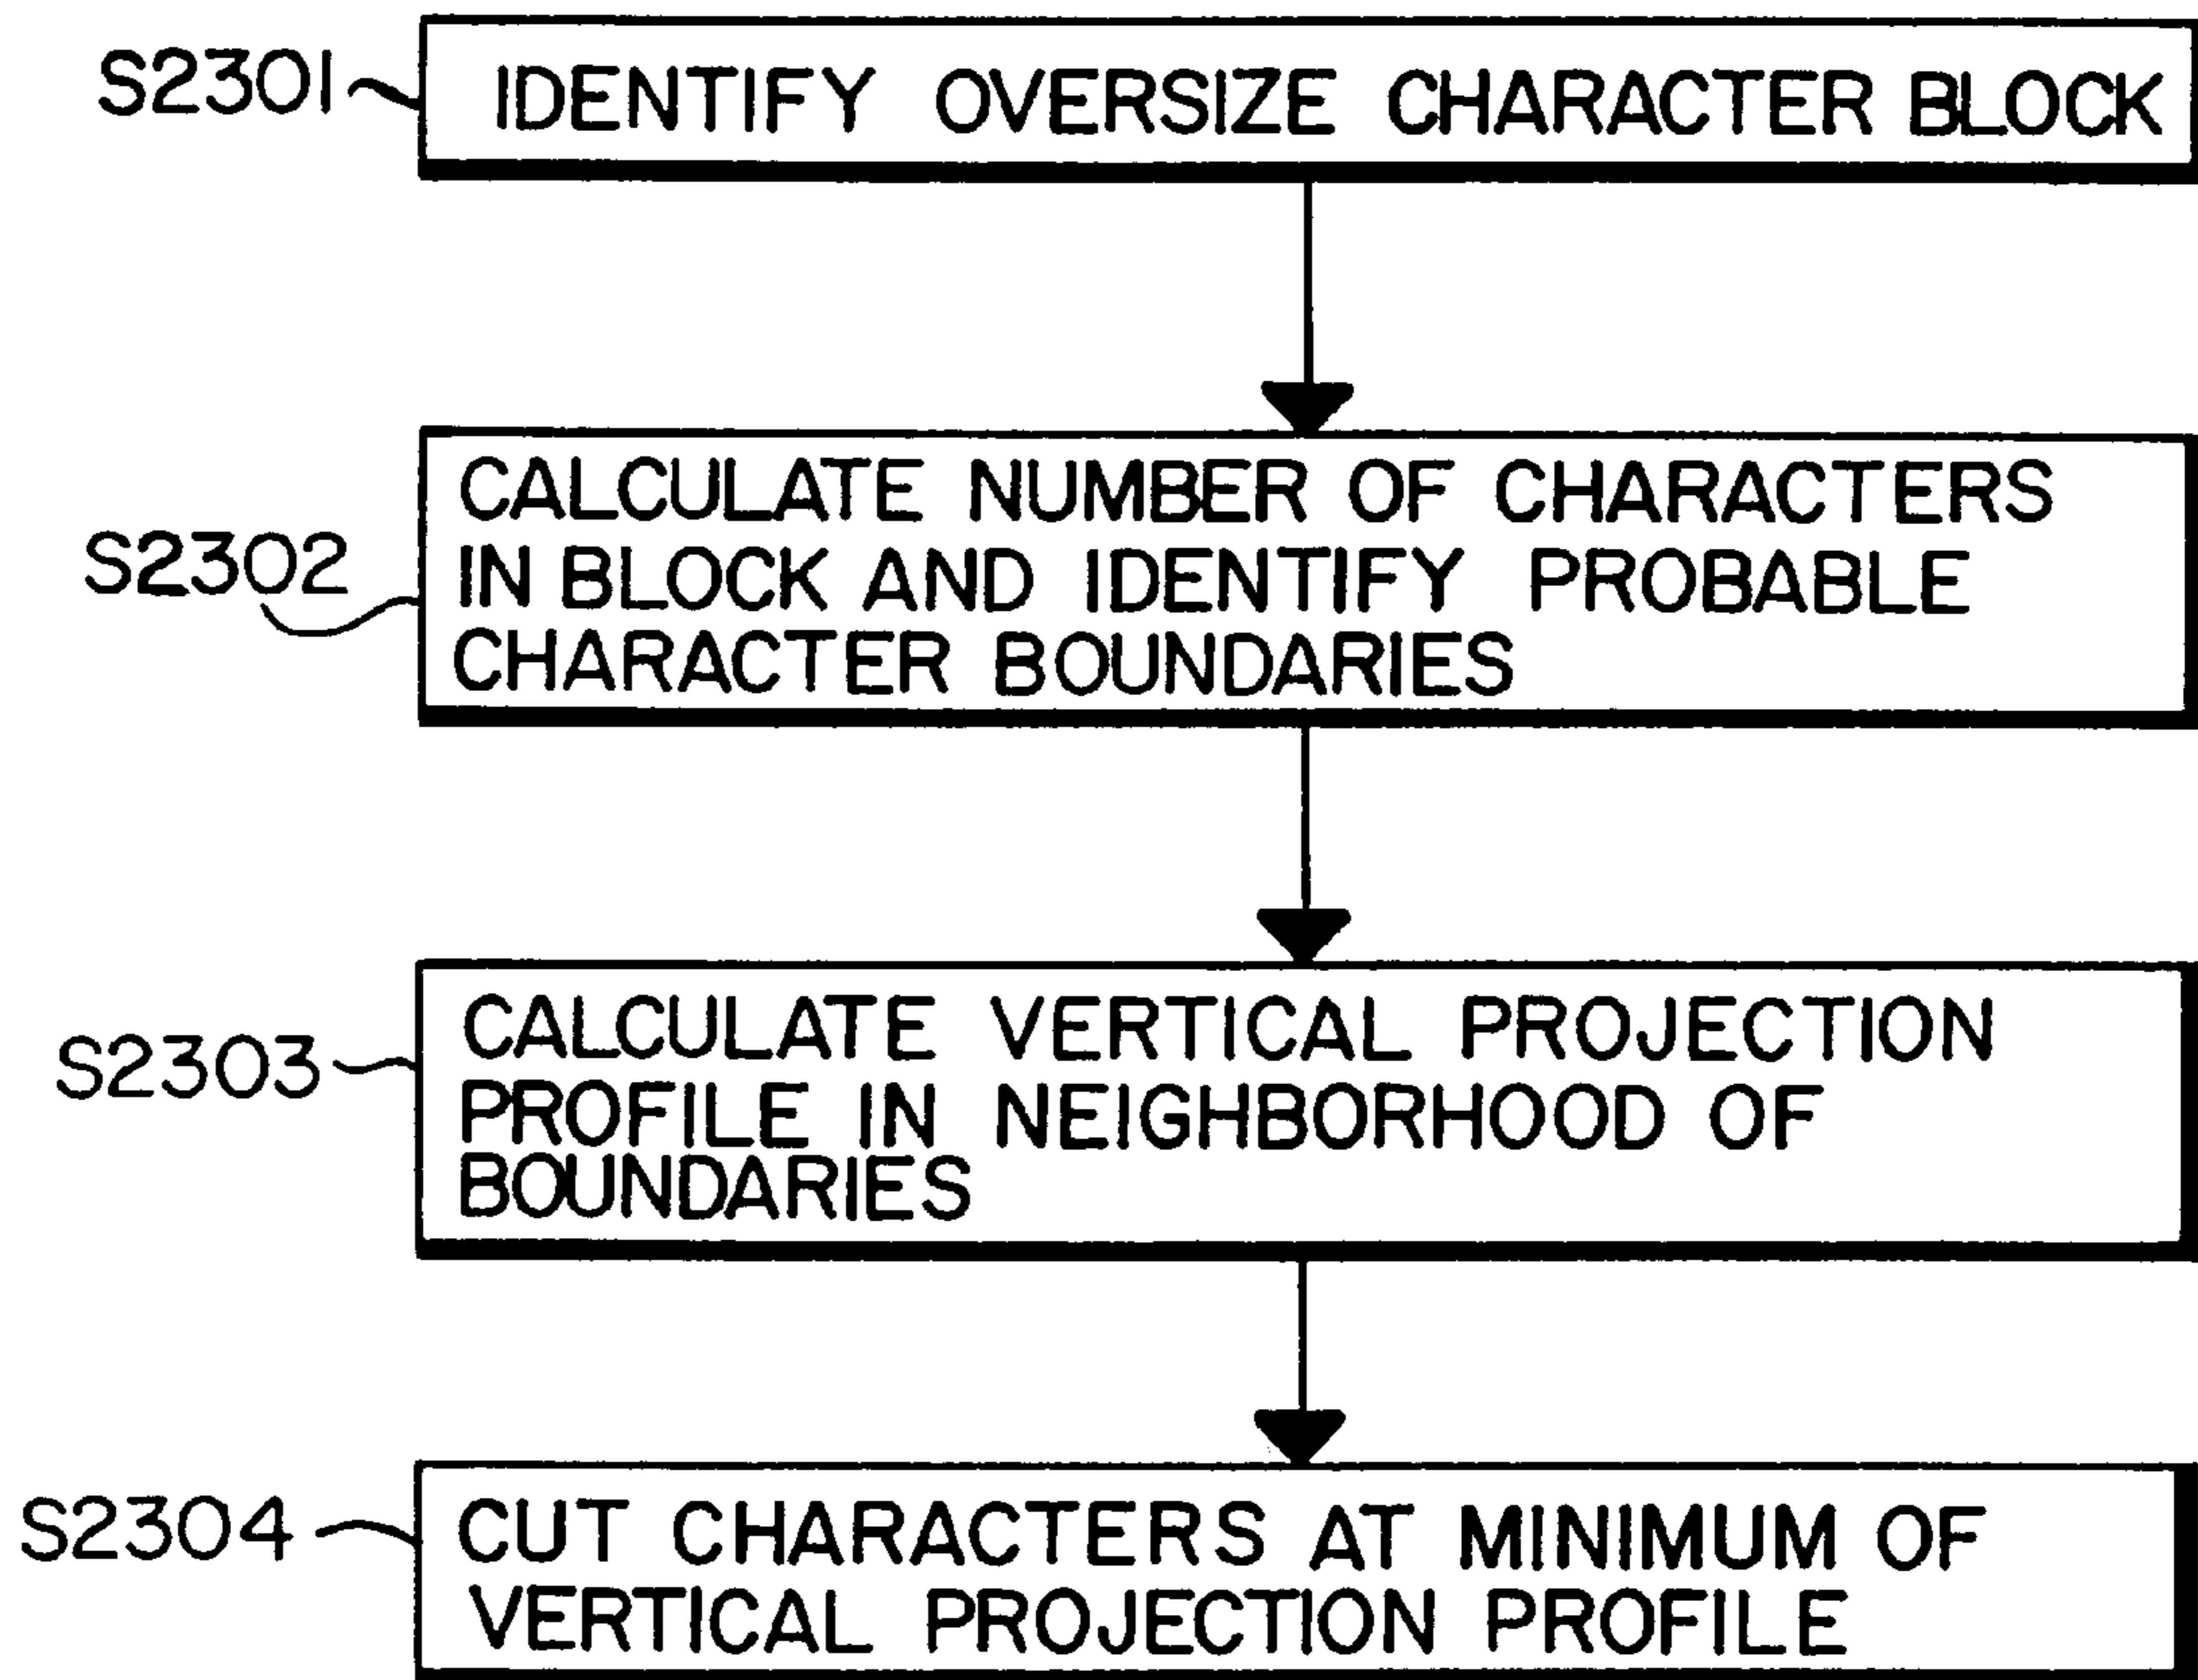 S2301
IDENTIFY OVERSIZE CHARACTER BLOCK
S2302
CALCULATE NUMBER OF CHARACTERS
IN BLOCK AND IDENTIFY PROBABLE
CHARACTER BOUNDARIES
S2303
CALCULATE VERTICAL PROJECTION
PROFILE IN NEIGHBORHOOD OF
BOUNDARIES
S2304
CUT CHARACTERS AT MINIMUM OF
VERTICAL PROJECTION PROFILE